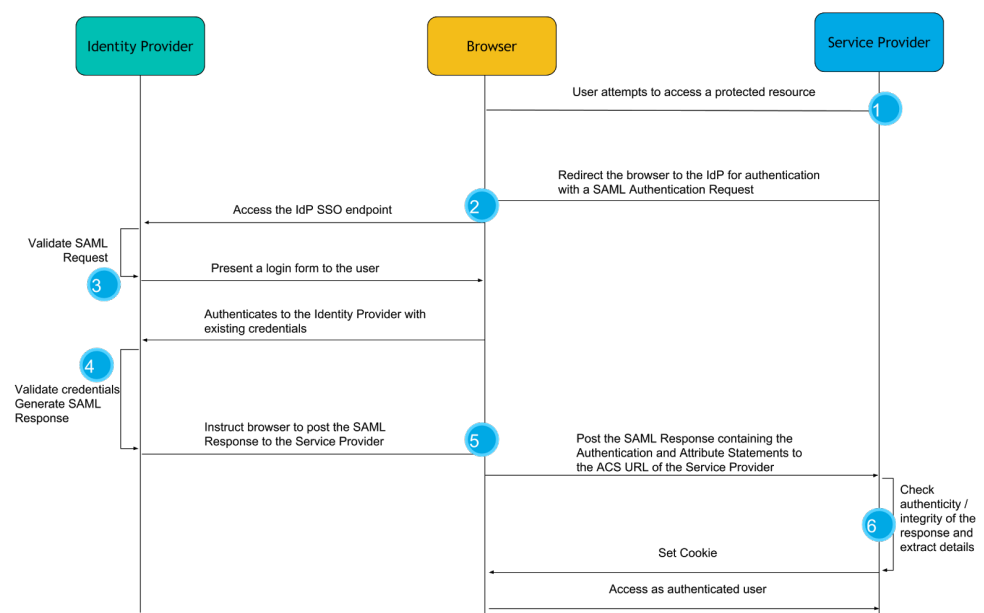 Identity Provider
Browser
Service Provider
User attempts to access a protected resource
1
Redirect the browser to the IdP for authentication
with a SAML Authentication Request
2
Access the IdP SSO endpoint
Validate SAML
Request
3
Present a login form to the user
Authenticates to the Identity Provider with
existing credentials
4
Validate credentials
Generate SAML
Response
Instruct browser to post the SAML
Response to the Service Provider
5
Post the SAML Response containing the
Authentication and Attribute Statements to
the ACS URL of the Service Provider
Check
authenticity /
integrity of the
response and
extract details
6
Set Cookie
Access as authenticated user